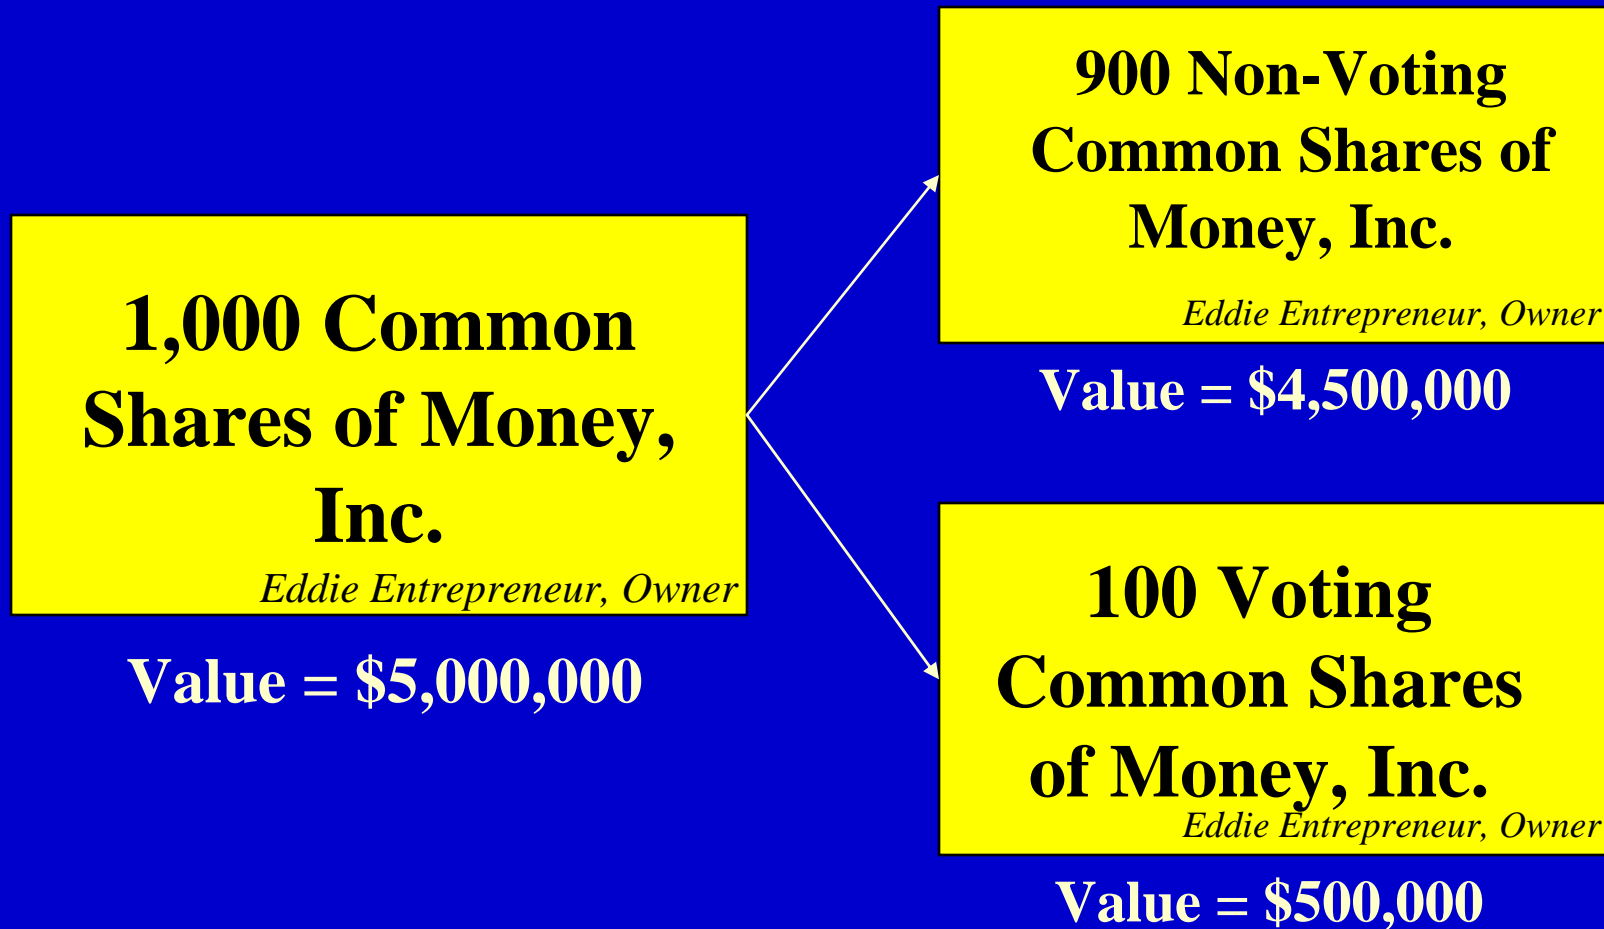 1,000 Common
Shares of Money,
Inc.
Eddie Entrepreneur, Owner
Value = $5,000,000
900 Non-Voting
Common Shares of
Money, Inc.
Eddie Entrepreneur, Owner
Value = $4,500,000
100 Voting
Common Shares
of Money, Inc.
Eddie Entrepreneur, Owner
Value = $500,000